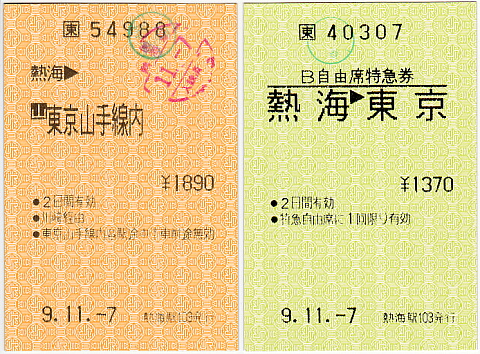 東 54988
熱海▶
山 東京山手線内
¥1890
●2日間有効
●川崎経由
●東京山手線内各駅途中下車前途無効
9.11.-7 熱海駅103発行
東 40307
B自由席特急券
熱海▶東京
¥1370
●2日間有効
●特急自由席に1回限り有効
9.11.-7 熱海駅103発行